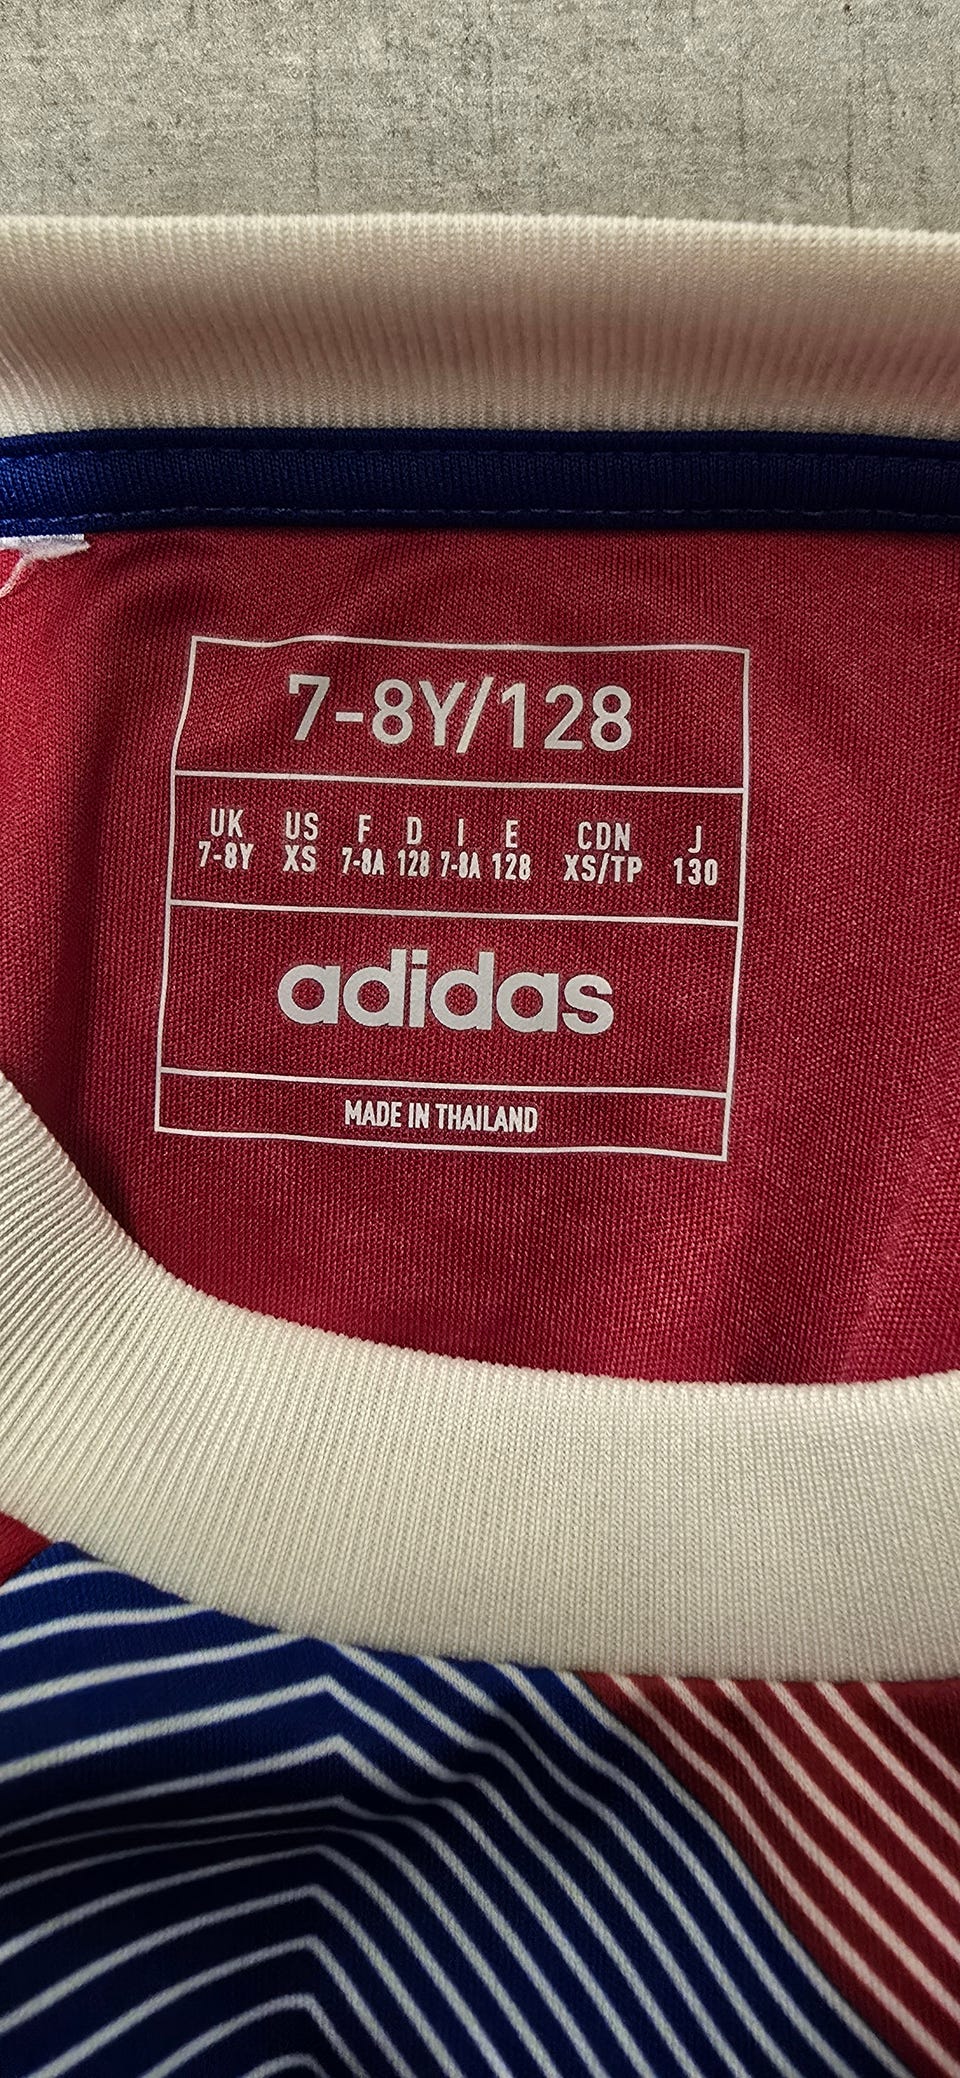 7-8Y/128
UK US F D I E CDN J
7-8Y XS 7-8A 128 7-8A 128 XS/TP 130
adidas
MADE IN THAILAND